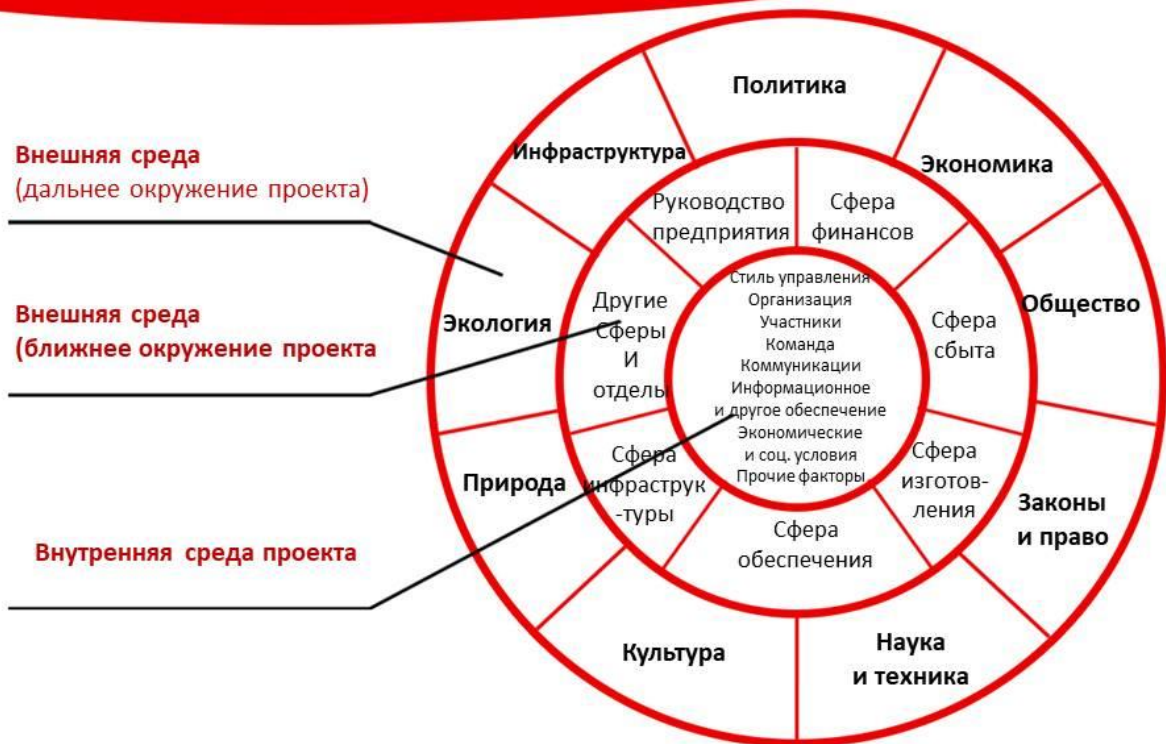 Внешняя среда
(дальнее окружение проекта)
Внешняя среда
(ближнее окружение проекта
Внутренняя среда проекта
Политика
Экономика
Общество
Законы
и право
Наука
и техника
Культура
Природа
Экология
Инфраструктура
Руководство
предприятия
Сфера
финансов
Сфера
сбыта
Сфера
изготов-
ления
Сфера
обеспечения
Сфера
инфраструк
-туры
Другие
Сферы
И
отделы
Стиль управления
Организация
Участники
Команда
Коммуникации
Информационное
и другое обеспечение
Экономические
и соц. условия
Прочие факторы